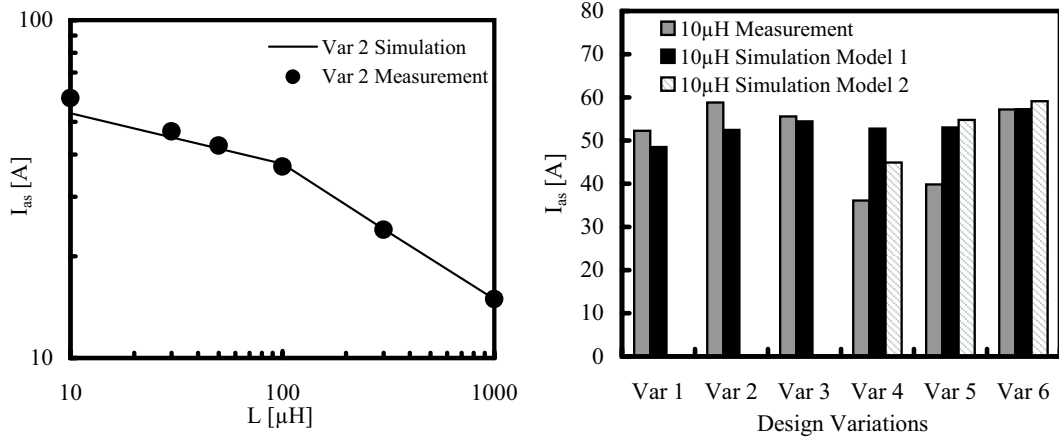 100
10
I_as [A]
10
100
1000
L [µH]
Var 2 Simulation
Var 2 Measurement
80
70
60
50
40
30
20
10
0
I_as [A]
10µH Measurement
10µH Simulation Model 1
10µH Simulation Model 2
Var 1
Var 2
Var 3
Var 4
Var 5
Var 6
Design Variations